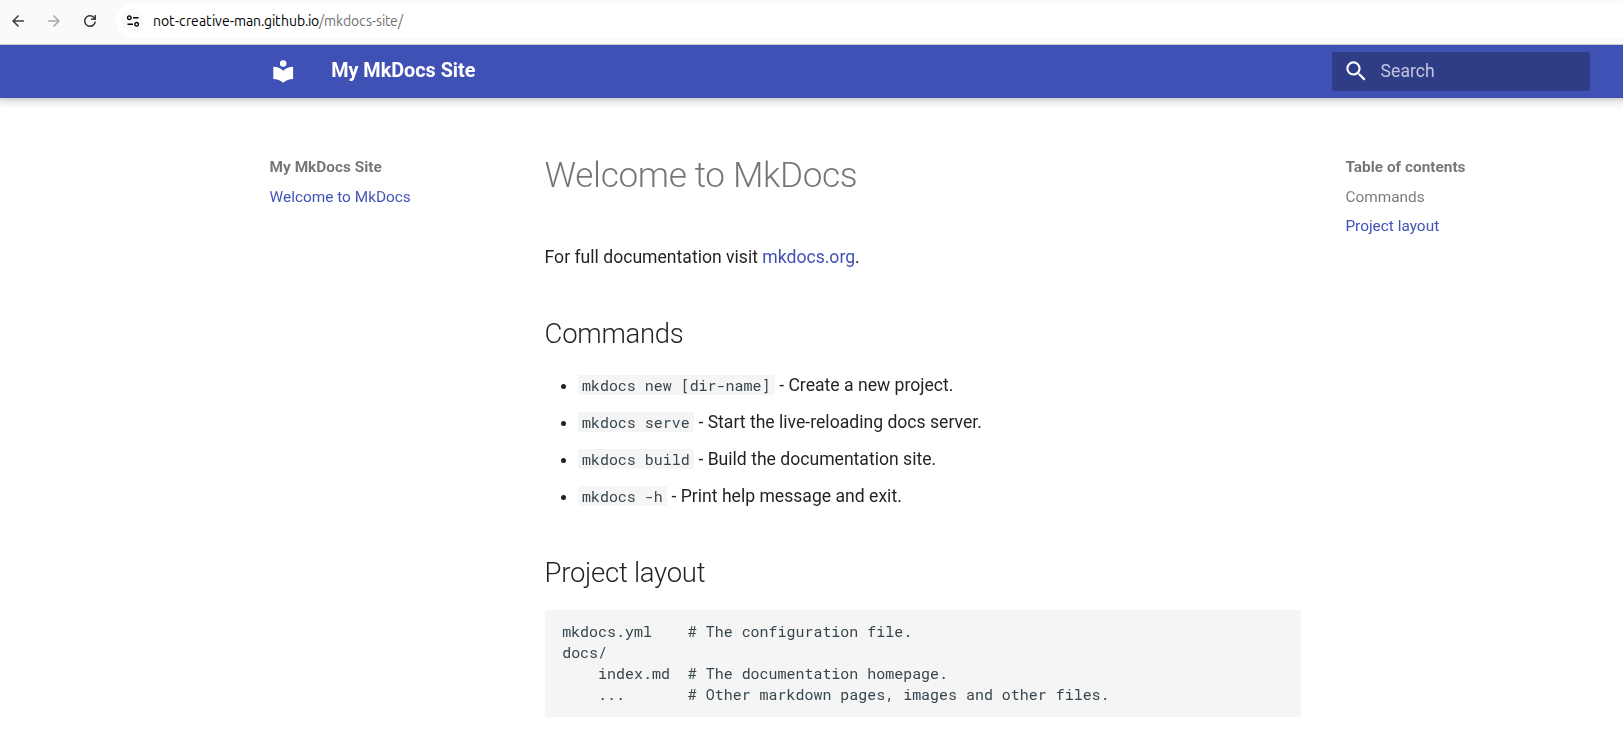 not-creative-man.github.io/mkdocs-site/
My MkDocs Site
Search
My MkDocs Site
Welcome to MkDocs
Welcome to MkDocs
For full documentation visit mkdocs.org.
Commands
mkdocs new [dir-name] - Create a new project.
mkdocs serve - Start the live-reloading docs server.
mkdocs build - Build the documentation site.
mkdocs -h - Print help message and exit.
Project layout
mkdocs.yml    # The configuration file.
docs/
    index.md  # The documentation homepage.
    ...       # Other markdown pages, images and other files.
Table of contents
Commands
Project layout